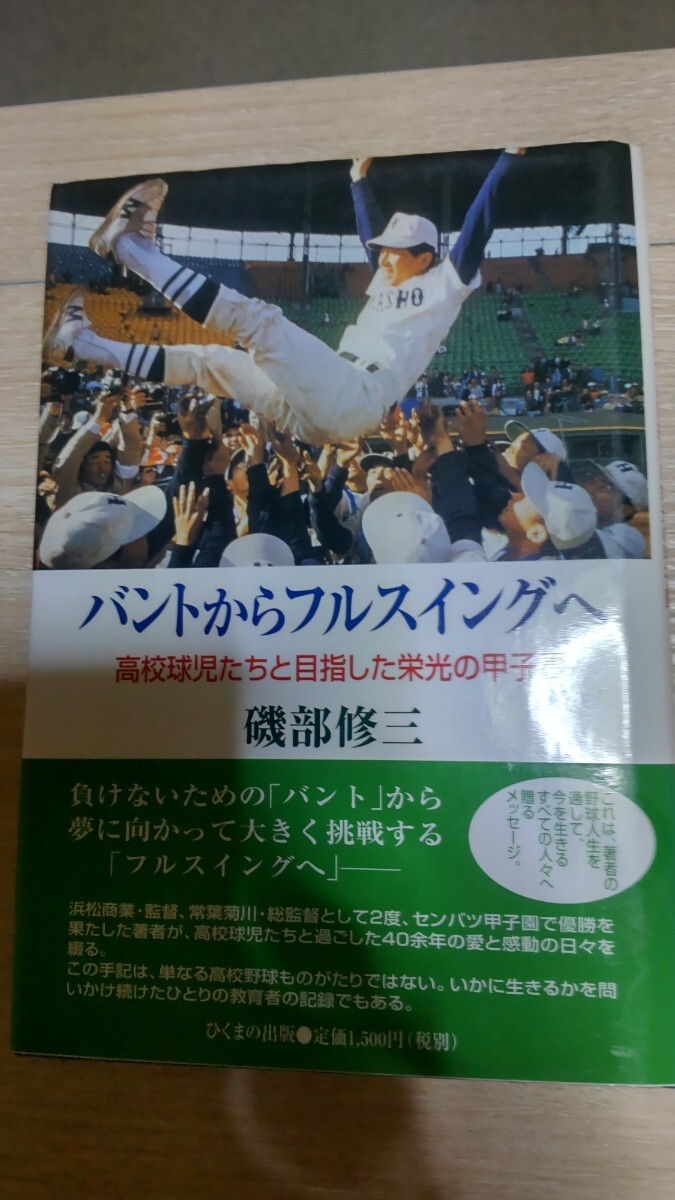 ASHO
バントからフルスイングへ
高校球児たちと目指した栄光の甲子園
磯部修三
負けないための「バント」から
夢に向かって大きく挑戦する
「フルスイングへ」——
これは、著者の
野球人生を
通して、
今を生きる
すべての人々へ
贈る
メッセージ。
浜松商業・監督、常葉菊川・総監督として2度、センバツ甲子園で優勝を
果たした著者が、高校球児たちと過ごした40余年の愛と感動の日々を
綴る。
この手記は、単なる高校野球ものがたりではない。いかに生きるかを問
いかけ続けたひとりの教育者の記録でもある。
ひくまの出版●定価1,500円(税別)